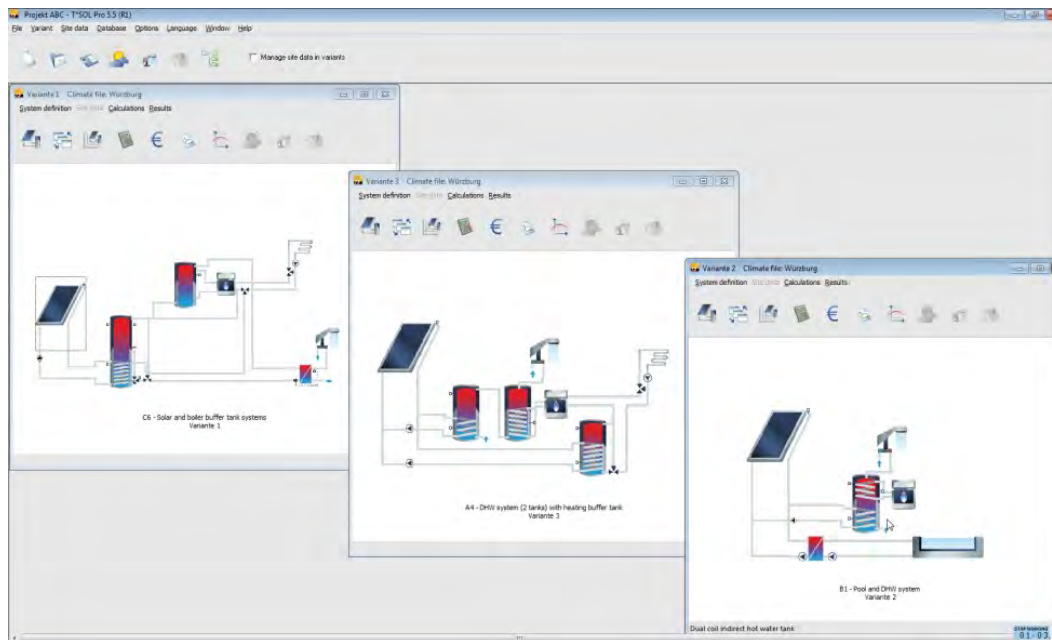 Projekt ABC - T*SOL Pro 5.5 (R1)
File Variant Site data Database Options Language Window Help
Manage site data in variants
Variante 1 Climate file: Würzburg
System definition Site data Calculations Results
€
C6 - Solar and boiler buffer tank systems
Variante 1
Variante 3 Climate file: Würzburg
System definition Site data Calculations Results
€
A4 - DHW system (2 tanks) with heating buffer tank
Variante 3
Variante 2 Climate file: Würzburg
System definition Site data Calculations Results
€
B1 - Pool and DHW system
Variante 2
Dual coil indirect hot water tank
01-03